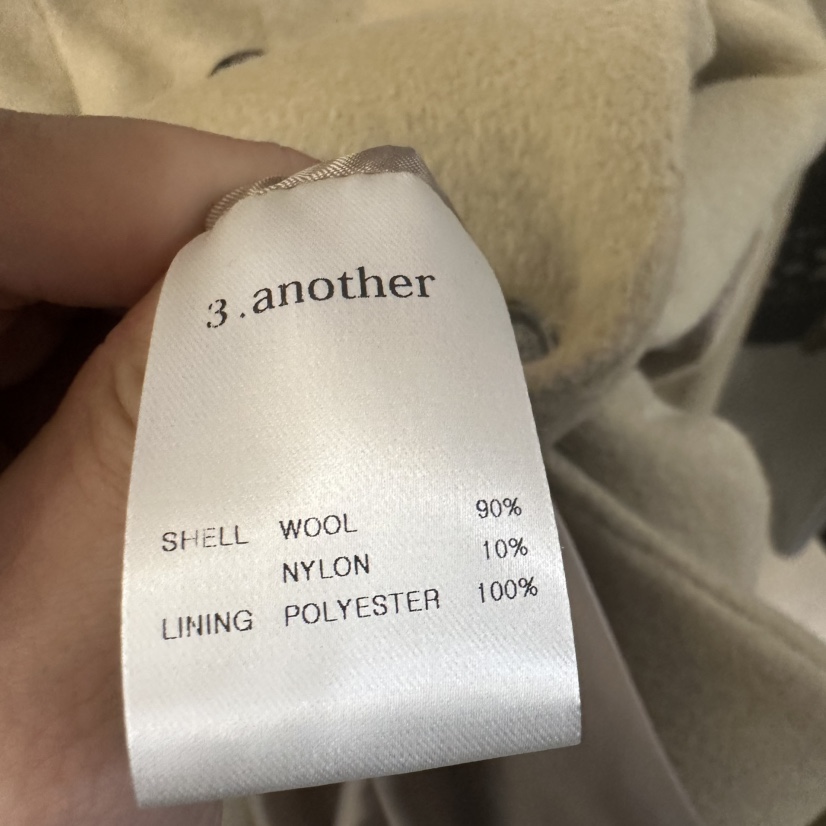 3.another
SHELL WOOL 90%
NYLON 10%
LINING POLYESTER 100%